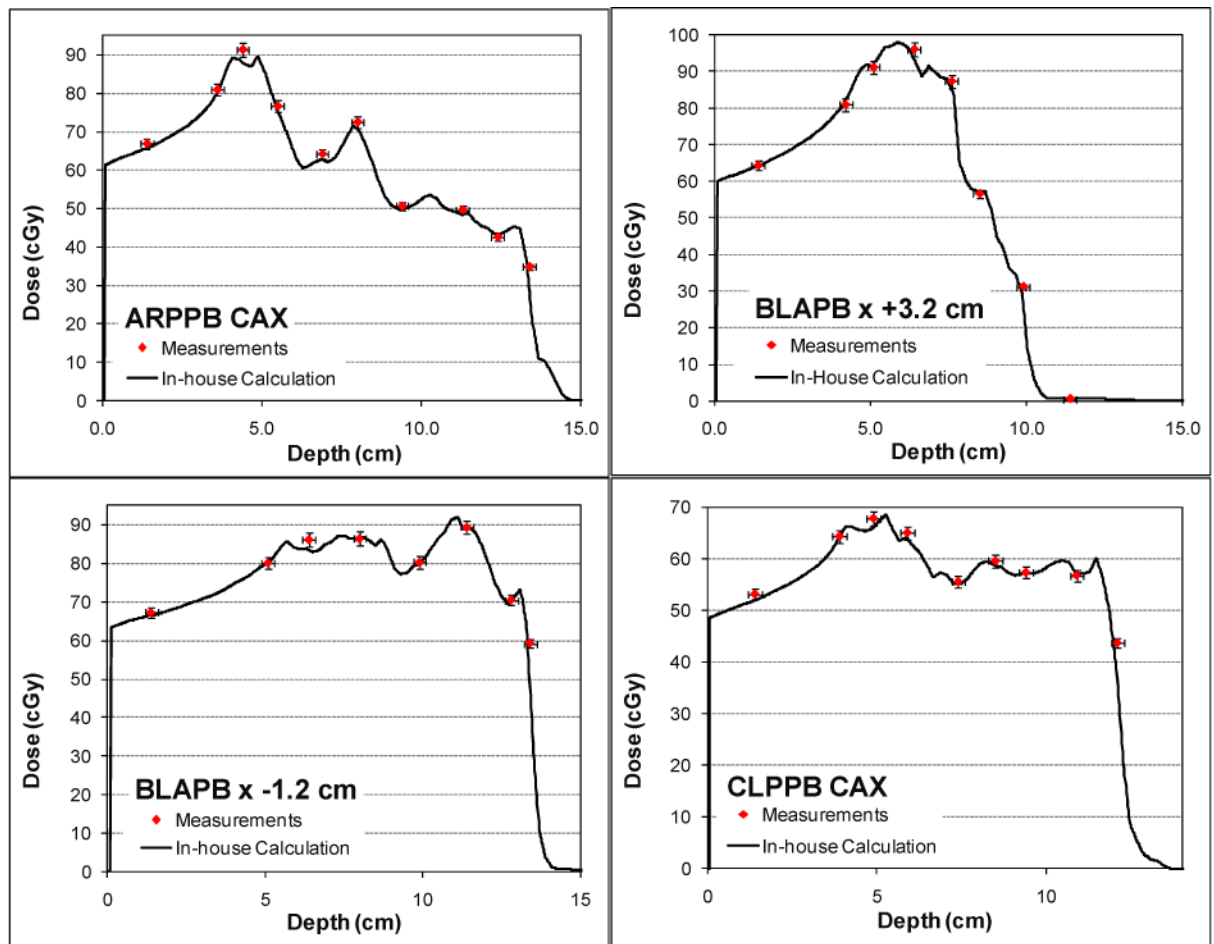 90
80
70
60
50
40
30
20
10
0
Dose (cGy)
ARPPB CAX
Measurements
In-house Calculation
0.0 5.0 10.0 15.0
Depth (cm)
100
90
80
70
60
50
40
30
20
10
0
Dose (cGy)
BLAPB x +3.2 cm
Measurements
In-House Calculation
0.0 5.0 10.0 15.0
Depth (cm)
90
80
70
60
50
40
30
20
10
0
Dose (cGy)
BLAPB x -1.2 cm
Measurements
In-house Calculation
0 5 10 15
Depth (cm)
70
60
50
40
30
20
10
0
Dose (cGy)
CLPPB CAX
Measurements
In-house Calculation
0 5 10
Depth (cm)